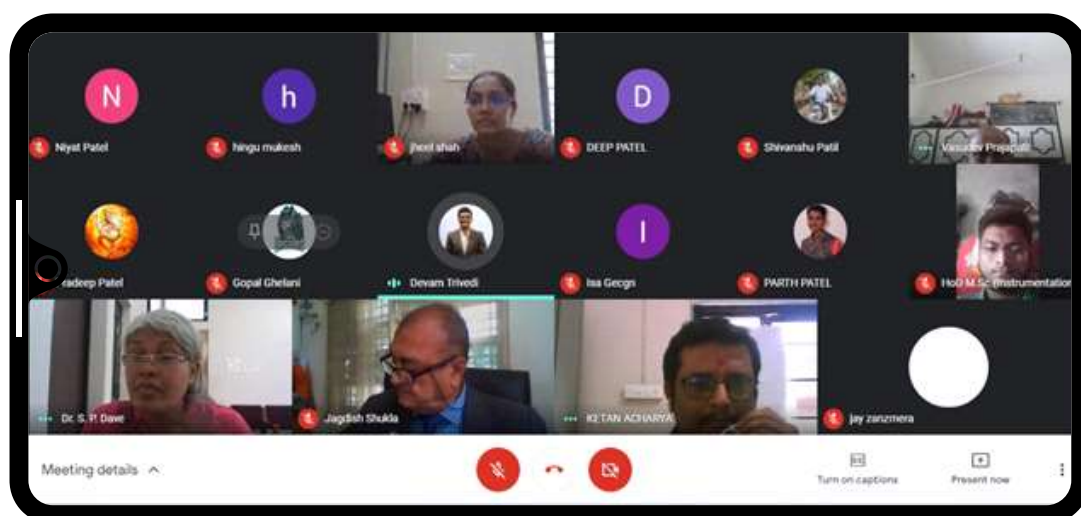 N
h
D
Niyat Patel
hingu mukesh
jheel shah
DEEP PATEL
Shivanshu Patil
Vasudev Prajapati
radeep Patel
Gopal Ghelani
Devam Trivedi
I
Isa Gecgn
PARTH PATEL
HoD M.Sc (Instrumentation
Dr. S. P. Dave
Jagdish Shukla
KETAN ACHARYA
jay zanzmera
Meeting details
Turn on captions
Present now